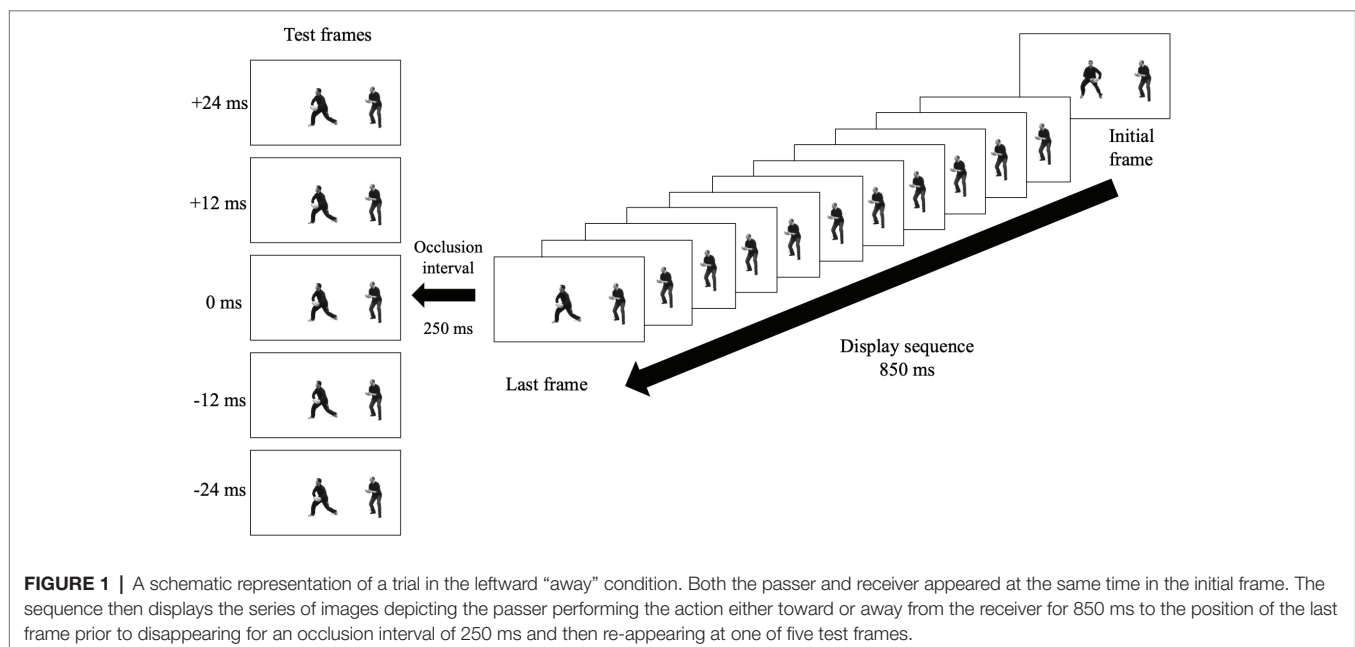 Test frames
+24 ms
+12 ms
0 ms
-12 ms
-24 ms
Occlusion
interval
250 ms
Last frame
Display sequence
850 ms
Initial
frame
FIGURE 1 | A schematic representation of a trial in the leftward “away” condition. Both the passer and receiver appeared at the same time in the initial frame. The
sequence then displays the series of images depicting the passer performing the action either toward or away from the receiver for 850 ms to the position of the last
frame prior to disappearing for an occlusion interval of 250 ms and then re-appearing at one of five test frames.